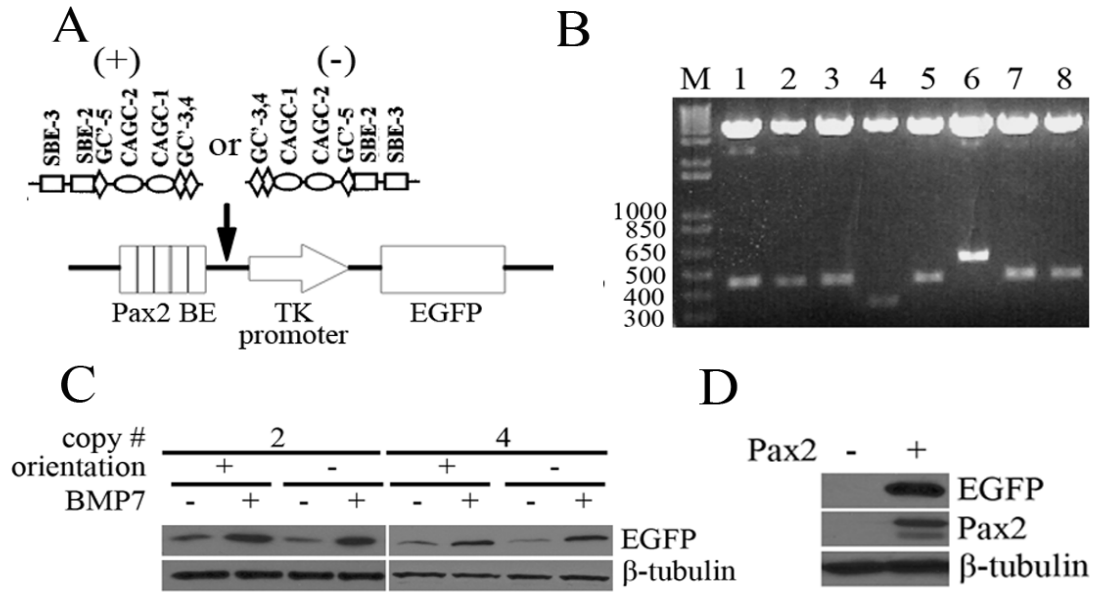 A
(+)
(-)
SBE-3
SBE-2
GC'-5
CAGC-2
CAGC-1
GC'-3,4
or
GC'-3,4
CAGC-1
CAGC-2
GC'-5
SBE-2
SBE-3
Pax2 BE
TK
promoter
EGFP
B
M 1 2 3 4 5 6 7 8
1000
850
650
500
400
300
C
copy # 2 4
orientation + - + -
BMP7 - + - + - + - +
EGFP
β-tubulin
D
Pax2 - +
EGFP
Pax2
β-tubulin